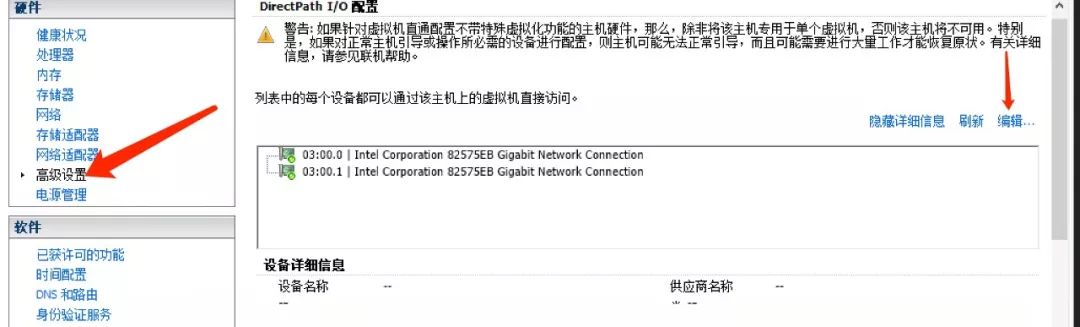 硬件
健康状况
处理器
内存
存储器
网络
存储适配器
网络适配器
高级设置
电源管理
软件
已获许可的功能
时间配置
DNS 和路由
身份验证服务
DirectPath I/O 配置
警告: 如果针对虚拟机直通配置不带特殊虚拟化功能的主机硬件，那么，除非将该主机专用于单个虚拟机，否则该主机将不可用。特别
是，如果对正常主机引导或操作所必需的设备进行配置，则主机可能无法正常引导，而且可能需要进行大量工作才能恢复原状。有关详细
信息，请参见联机帮助。
列表中的每个设备都可以通过该主机上的虚拟机直接访问。
隐藏详细信息 刷新 编辑...
03:00.0 | Intel Corporation 82575EB Gigabit Network Connection
03:00.1 | Intel Corporation 82575EB Gigabit Network Connection
设备详细信息
设备名称 -- 供应商名称 --
-- --